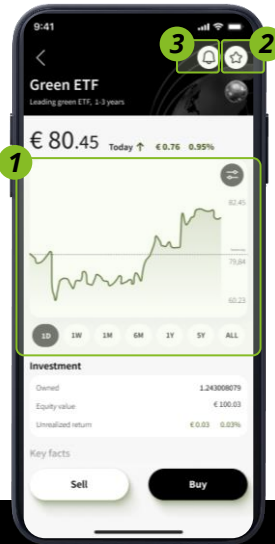 9:41
3
2
Green ETF
Leading green ETF, 1-3 years
€ 80.45 Today ↑ € 0.76 0.95%
1
82.45
79,84
60.23
1D 1W 1M 6M 1Y 5Y ALL
Investment
Owned 1.243008079
Equity value € 100.03
Unrealized return € 0.03 0.03%
Key facts
Sell Buy